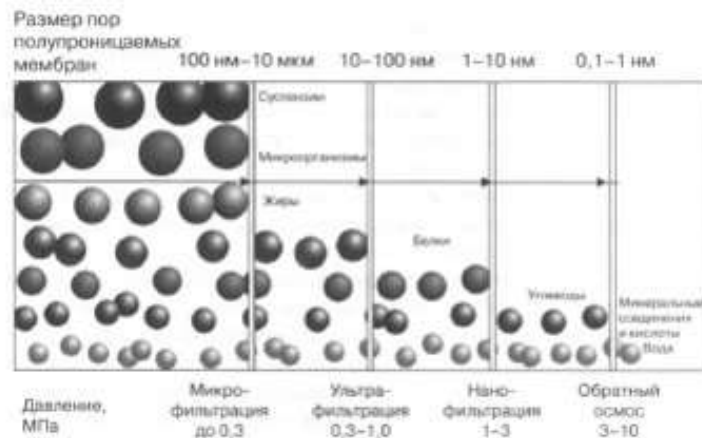 Размер пор
полупроницаемых
мембран
100 нм–10 мкм
10–100 нм
1–10 нм
0,1–1 нм
Суспензии
Микроорганизмы
Жиры
Белки
Углеводы
Минеральные
соединения
и кислоты
Вода
Давление,
МПа
Микро-
фильтрация
до 0,3
Ультра-
фильтрация
0,3–1,0
Нано-
фильтрация
1–3
Обратный
осмос
3–10